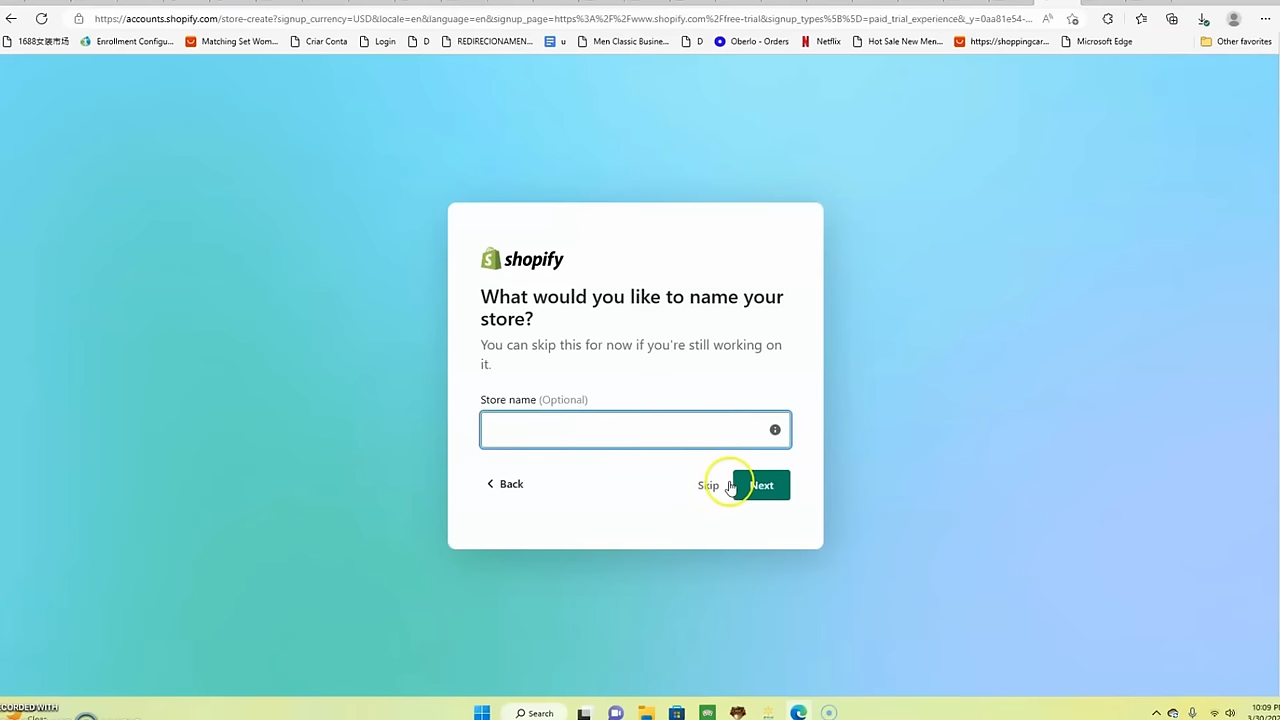 https://accounts.shopify.com/store-create?signup_currency=USD&locale=en&language=en&signup_page=https%3A%2F%2Fwww.shopify.com%2Ffree-trial&signup_types%5B%5D=paid_trial_experience&_y=0aa81e54-...
1688女装市场 Enrollment Configu... Matching Set Wom... Criar Conta Login D REDIRECIONAMEN... u Men Classic Busine... D Oberlo - Orders Netflix Hot Sale New Men... https://shoppingcar... Microsoft Edge Other favorites
shopify
What would you like to name your
store?
You can skip this for now if you're still working on
it.
Store name (Optional)
Back Skip Next
Search
10:09 P